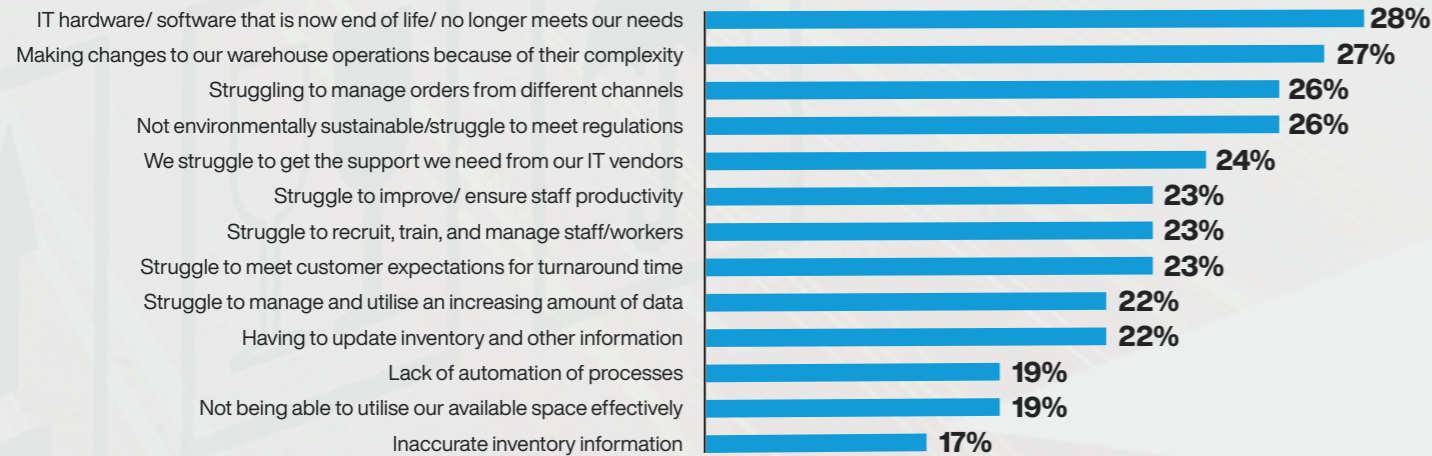 IT hardware/ software that is now end of life/ no longer meets our needs 28%
Making changes to our warehouse operations because of their complexity 27%
Struggling to manage orders from different channels 26%
Not environmentally sustainable/struggle to meet regulations 26%
We struggle to get the support we need from our IT vendors 24%
Struggle to improve/ ensure staff productivity 23%
Struggle to recruit, train, and manage staff/workers 23%
Struggle to meet customer expectations for turnaround time 23%
Struggle to manage and utilise an increasing amount of data 22%
Having to update inventory and other information 22%
Lack of automation of processes 19%
Not being able to utilise our available space effectively 19%
Inaccurate inventory information 17%